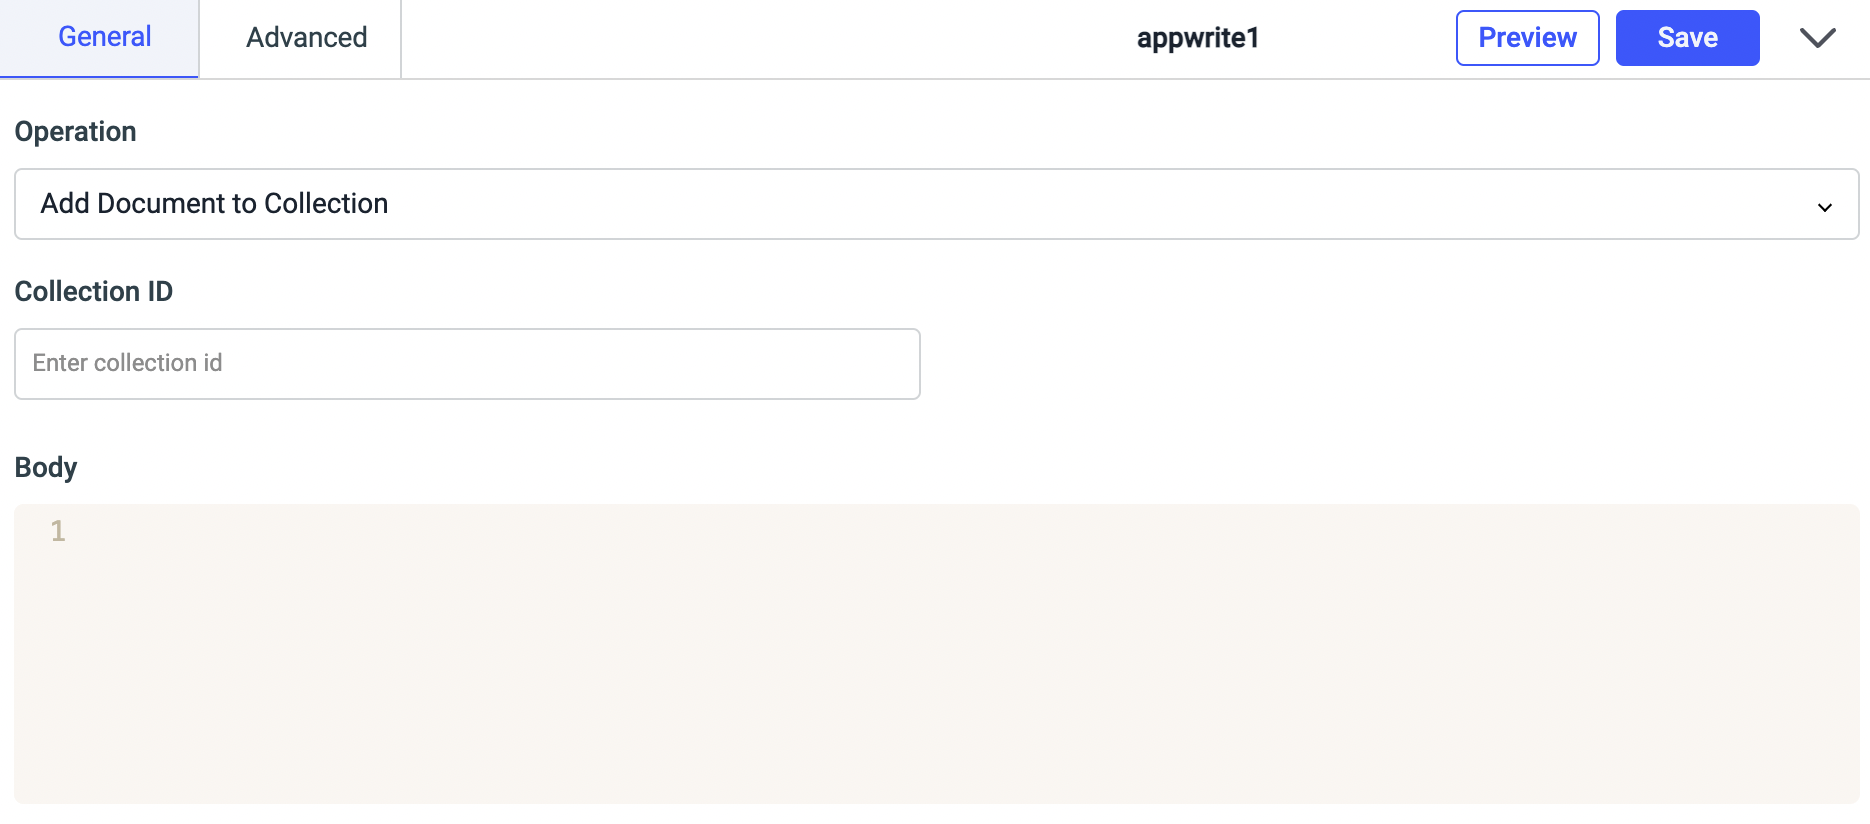 General Advanced appwrite1 Preview Save
Operation
Add Document to Collection
Collection ID
Enter collection id
Body
1